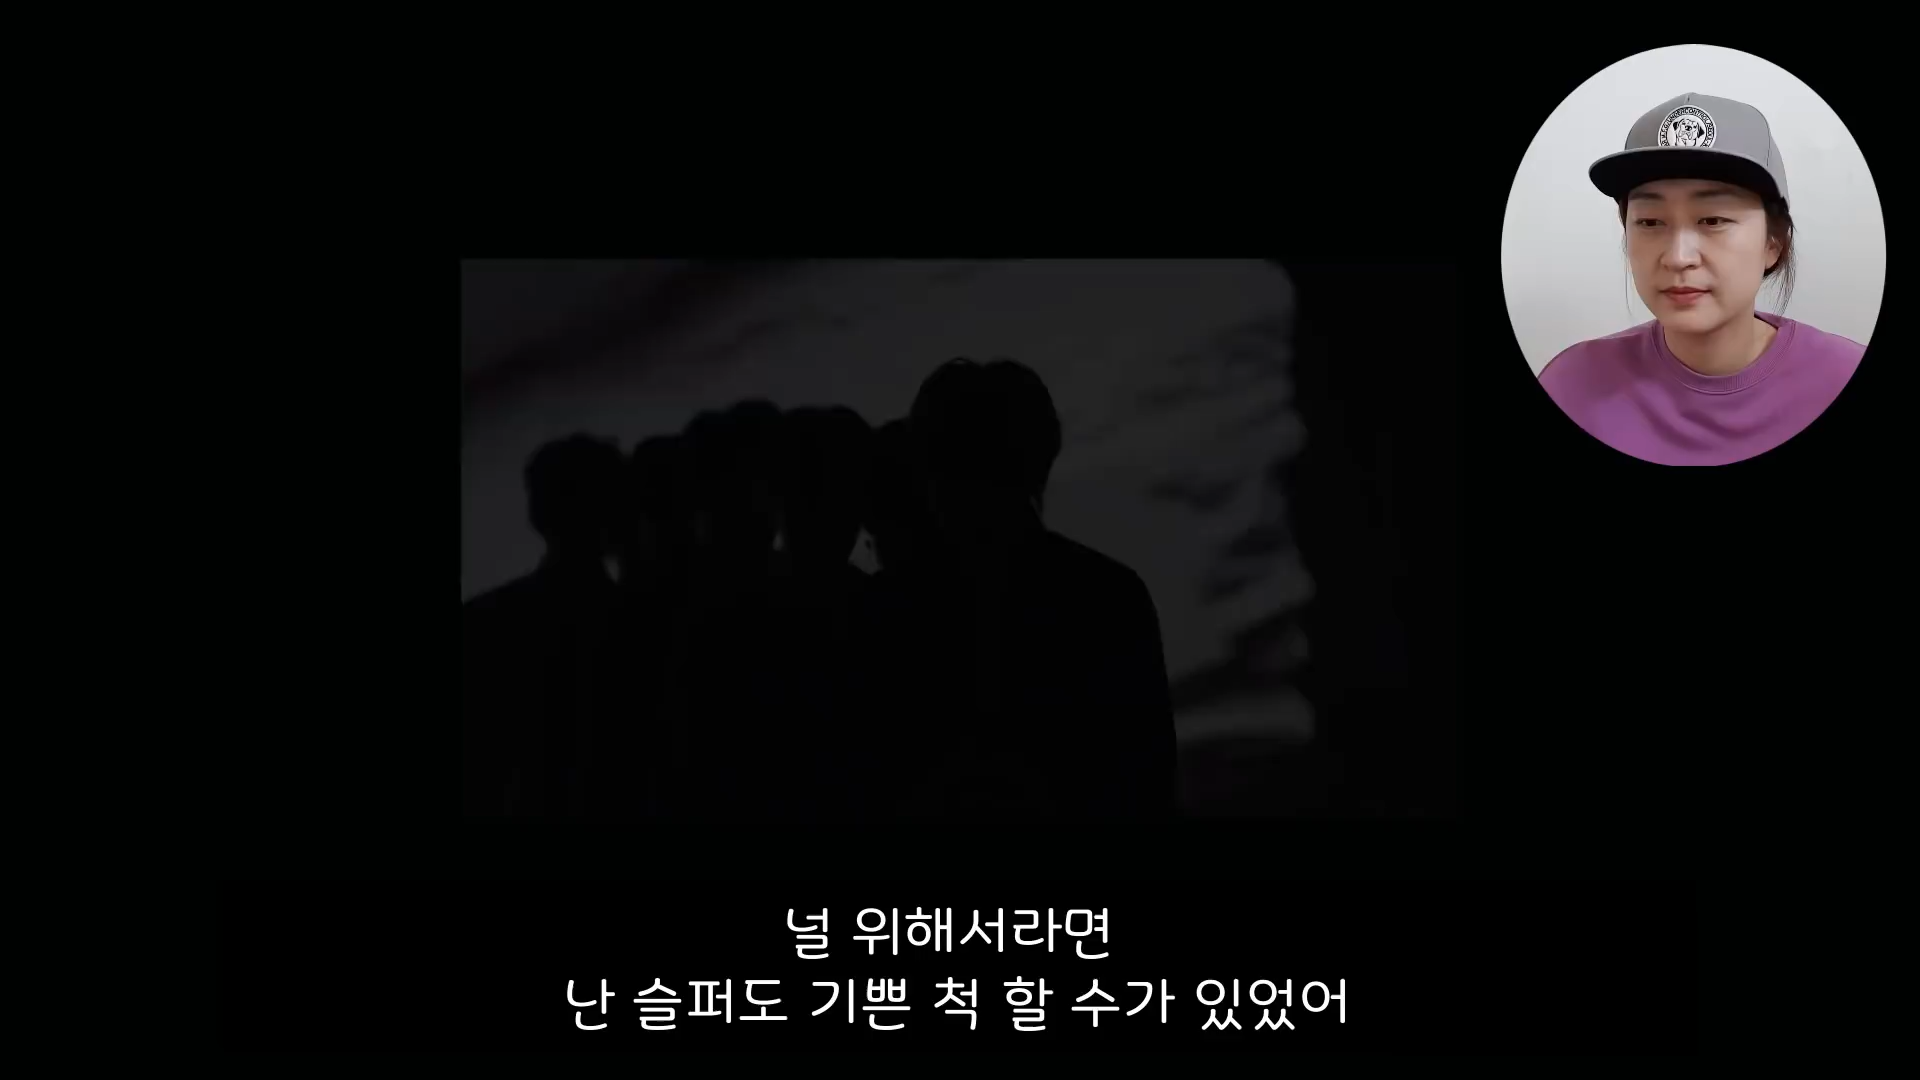 널 위해서라면
난 슬퍼도 기쁜 척 할 수가 있었어